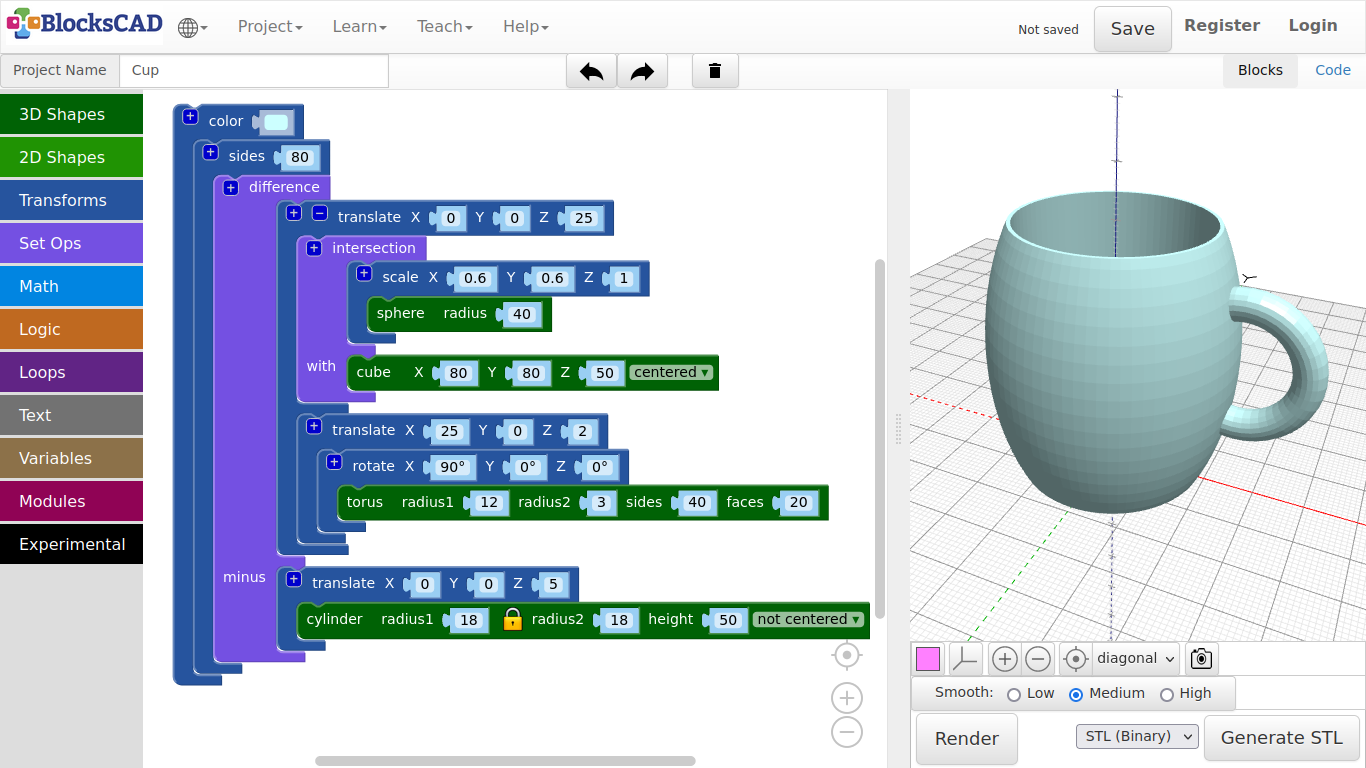 BlocksCAD
Project Learn Teach Help
Not saved Save Register Login
Project Name Cup
Blocks Code
3D Shapes
2D Shapes
Transforms
Set Ops
Math
Logic
Loops
Text
Variables
Modules
Experimental
+ color
+ sides 80
+ difference
+ − translate X 0 Y 0 Z 25
+ intersection
+ scale X 0.6 Y 0.6 Z 1
sphere radius 40
with cube X 80 Y 80 Z 50 centered ▾
+ translate X 25 Y 0 Z 2
+ rotate X 90° Y 0° Z 0°
torus radius1 12 radius2 3 sides 40 faces 20
minus + translate X 0 Y 0 Z 5
cylinder radius1 18 radius2 18 height 50 not centered ▾
Y
diagonal
Smooth: Low Medium High
Render STL (Binary) Generate STL